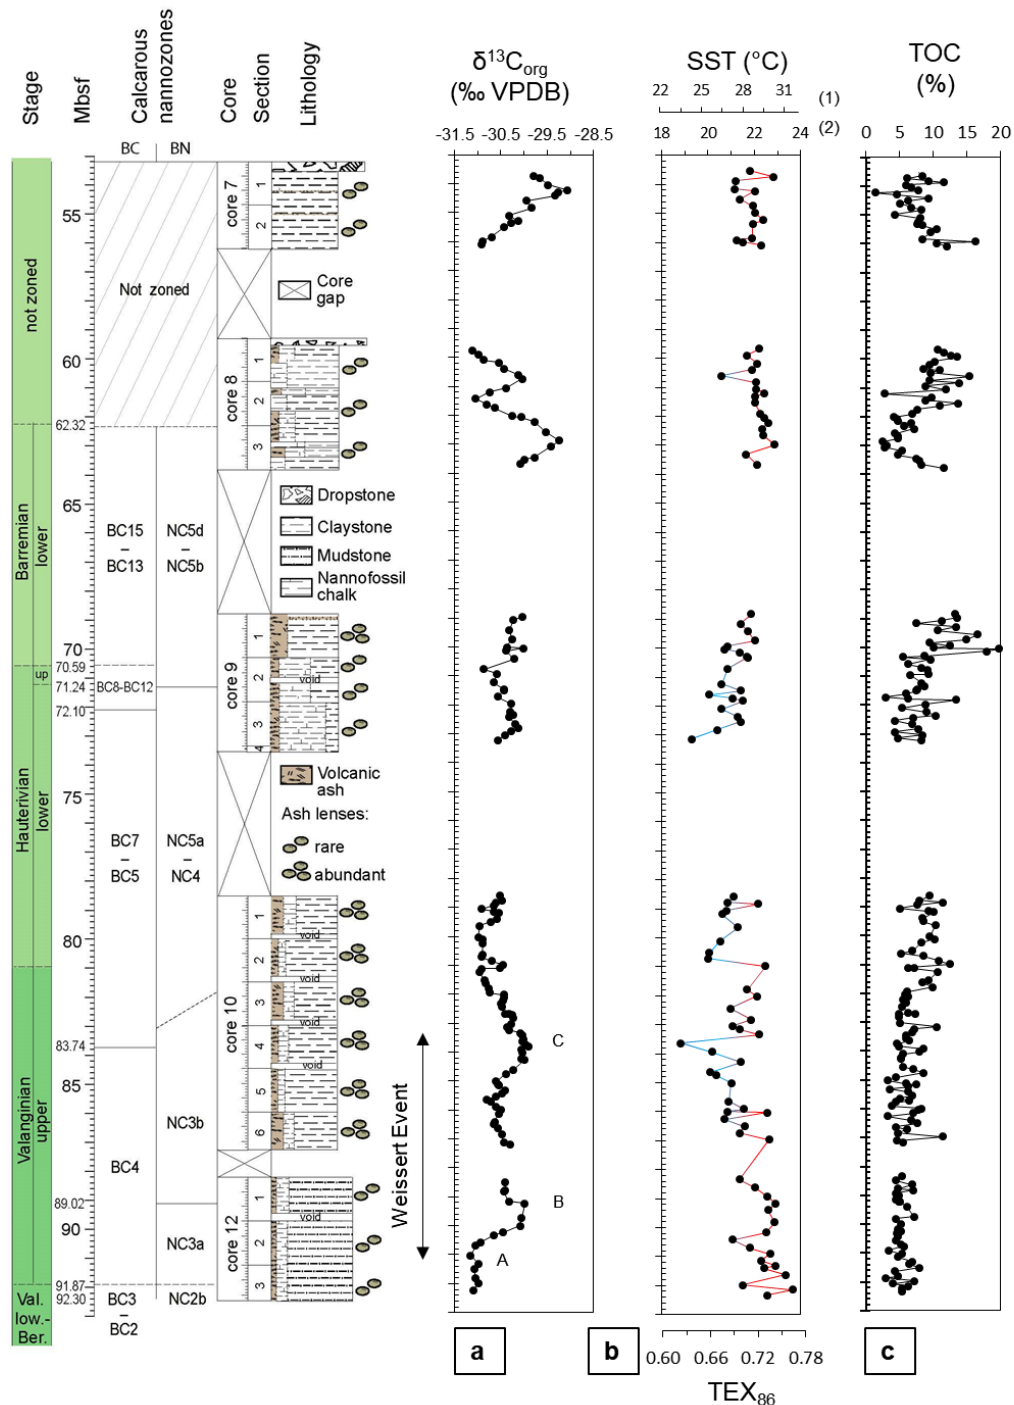 Stage
Mbsf
Calcarous
nannozones
Core
Section
Lithology
BC BN
δ13Corg
(‰ VPDB)
-31.5 -30.5 -29.5 -28.5
SST (°C)
22 25 28 31 (1)
18 20 22 24 (2)
TOC
(%)
0 5 10 15 20
not zoned
Barremian
lower
up
Hauterivian
lower
Valanginian
upper
Val.
low.-
Ber.
55
60
62.32
65
70
70.59
71.24
72.10
75
80
83.74
85
89.02
90
91.87
92.30
Not zoned
BC15
–
BC13
NC5d
–
NC5b
BC8-BC12
BC7
–
BC5
NC5a
–
NC4
NC3b
BC4
NC3a
BC3
–
BC2
NC2b
core 7
1
2
core 8
1
2
3
core 9
1
2
3
4
void
core 10
1
2
3
4
5
6
void
void
void
void
core 12
1
2
3
void
Core
gap
Dropstone
Claystone
Mudstone
Nannofossil
chalk
Volcanic
ash
Ash lenses:
rare
abundant
Weissert Event
C
B
A
a
b
c
0.60 0.66 0.72 0.78
TEX86